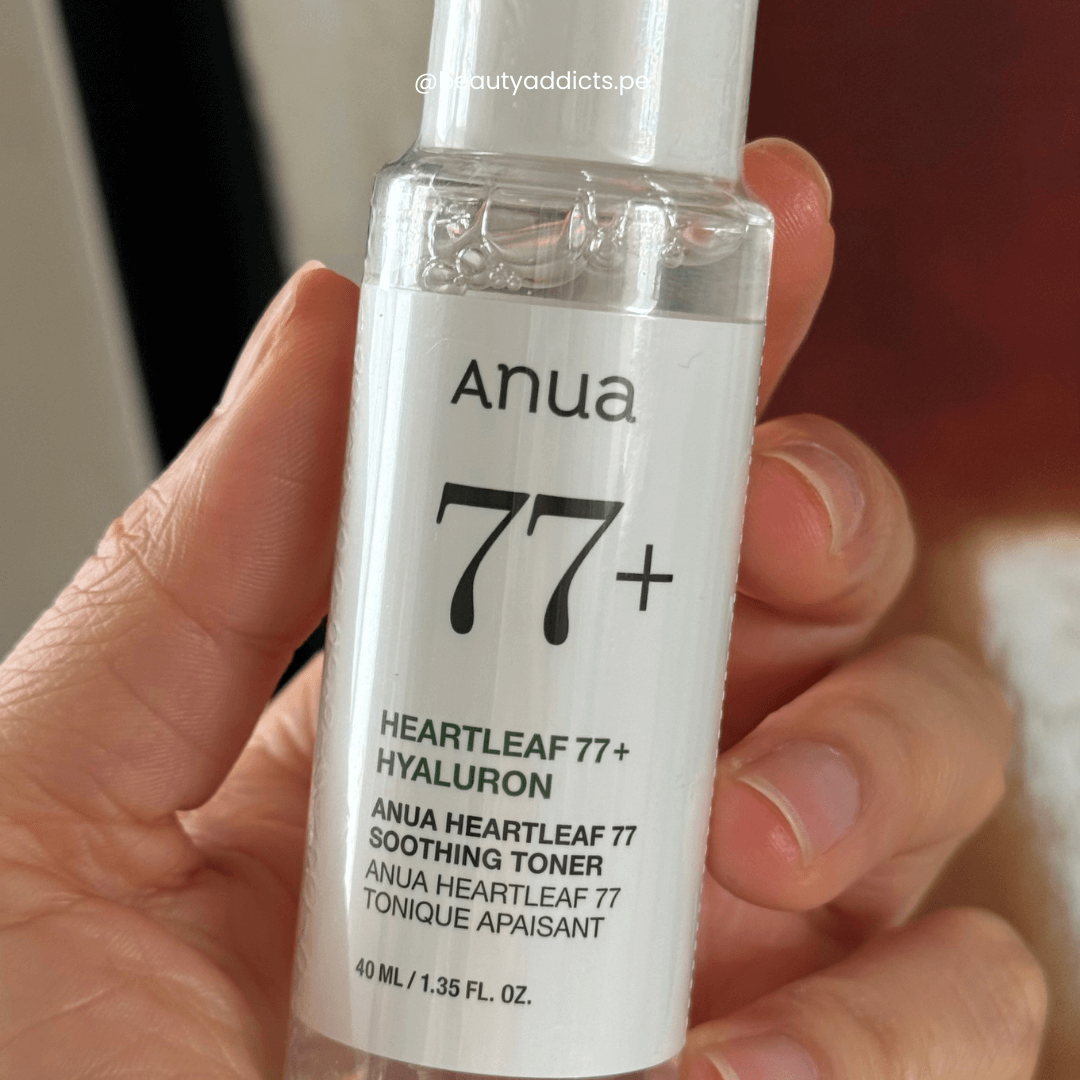 @beautyaddicts.pe
Anua
77+
HEARTLEAF 77+
HYALURON
ANUA HEARTLEAF 77
SOOTHING TONER
ANUA HEARTLEAF 77
TONIQUE APAISANT
40 ML / 1.35 FL. OZ.